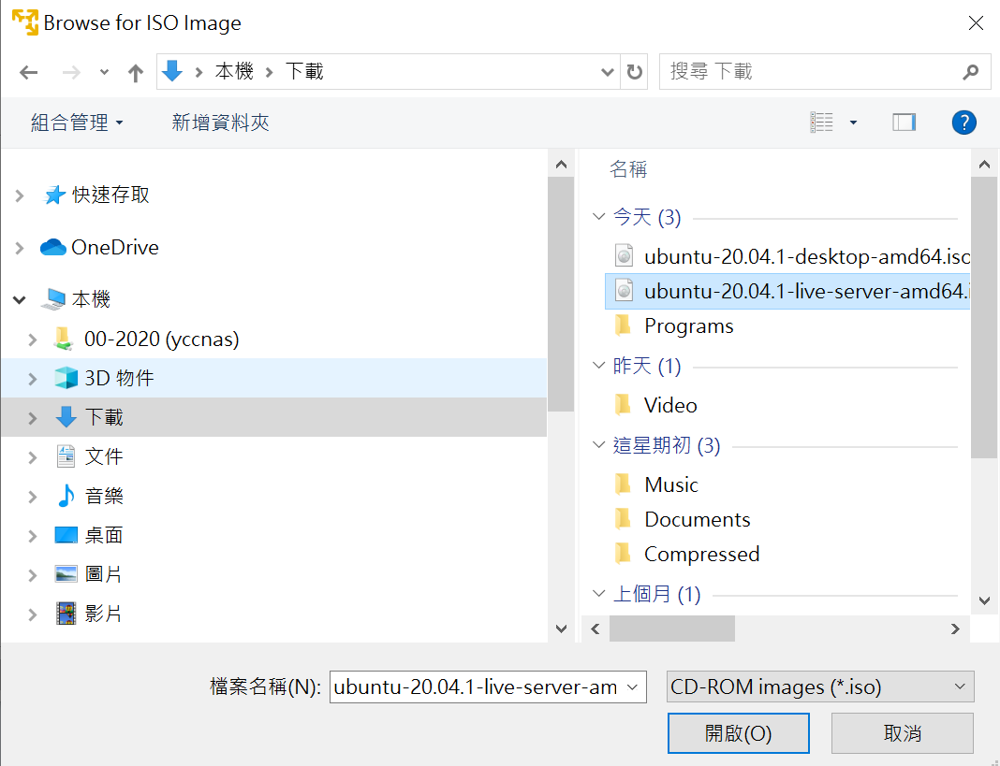 Browse for ISO Image
本機 下載
搜尋 下載
組合管理
新增資料夾
快速存取
OneDrive
本機
00-2020 (yccnas)
3D 物件
下載
文件
音樂
桌面
圖片
影片
名稱
今天 (3)
ubuntu-20.04.1-desktop-amd64.iso
ubuntu-20.04.1-live-server-amd64.i
Programs
昨天 (1)
Video
這星期初 (3)
Music
Documents
Compressed
上個月 (1)
檔案名稱(N):
ubuntu-20.04.1-live-server-am
CD-ROM images (*.iso)
開啟(O)
取消